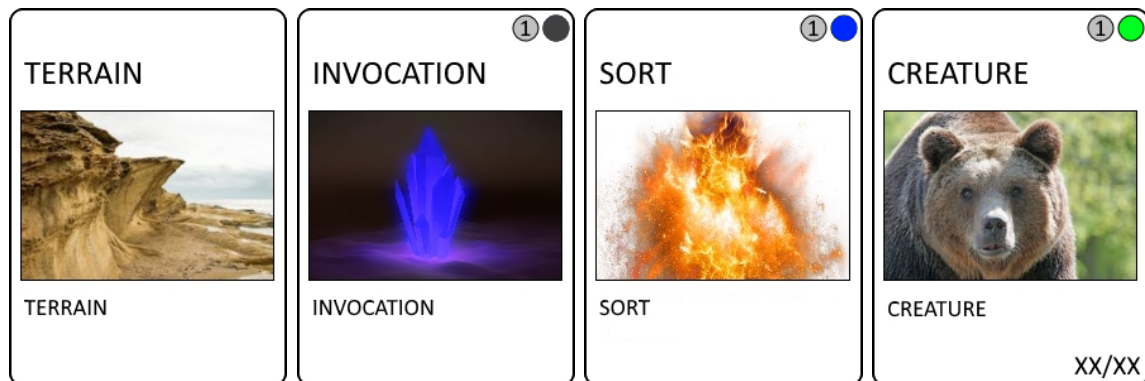 TERRAIN
TERRAIN
1
INVOCATION
INVOCATION
1
SORT
SORT
1
CREATURE
CREATURE
XX/XX